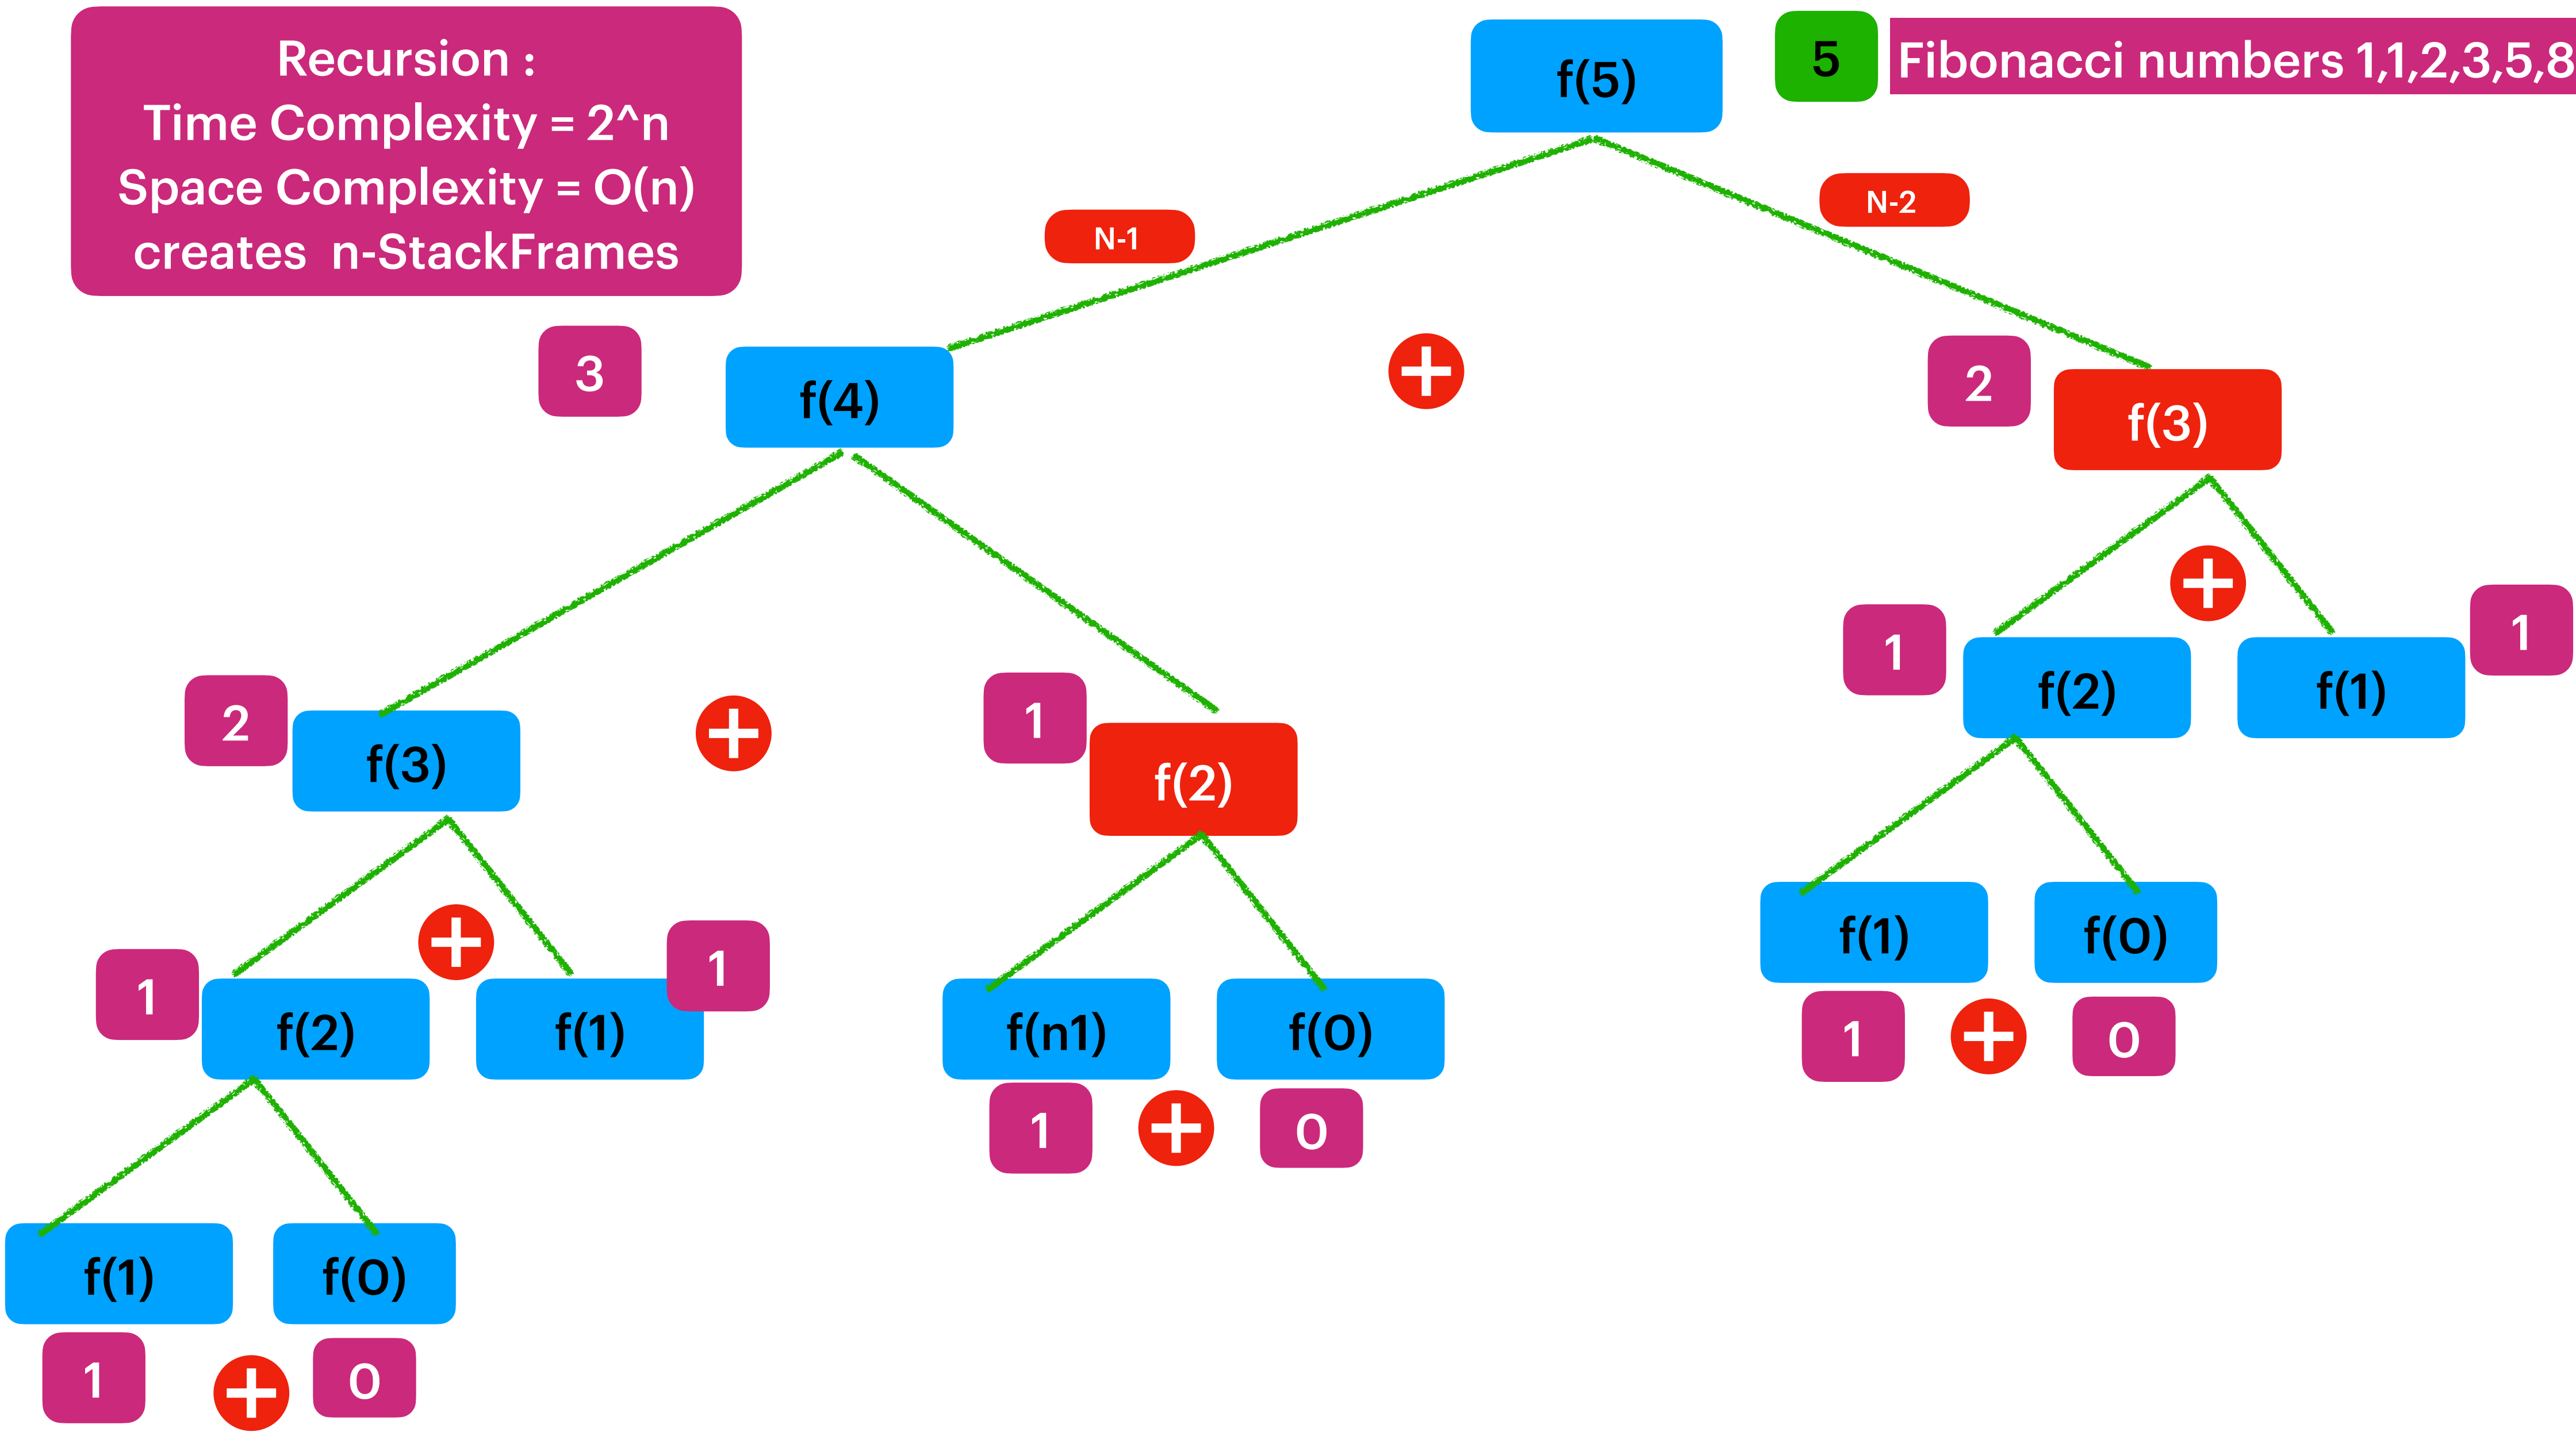 Recursion :
Time Complexity = 2^n
Space Complexity = O(n)
creates  n-StackFrames
f(5)
5
Fibonacci numbers 1,1,2,3,5,8
N-1
N-2
3
f(4)
+
2
f(3)
2
f(3)
+
1
f(2)
+
1
f(2)
f(1)
1
1
f(2)
+
f(1)
1
f(n1)
f(0)
1
+
0
f(1)
f(0)
1
+
0
f(1)
f(0)
1
+
0